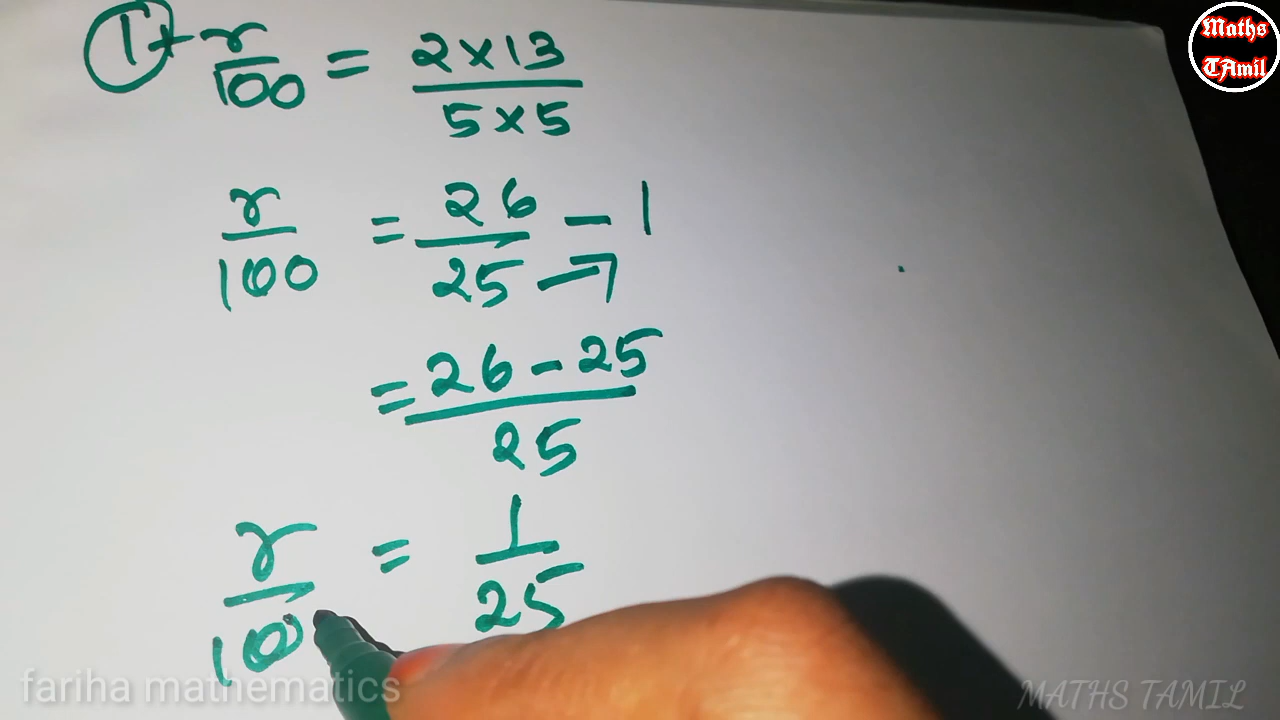 Maths
TAmil
1 + r/100 = 2×13/5×5
r/100 = 26/25 - 1
= 26 - 25/25
r/100 = 1/25
fariha mathematics
MATHS TAMIL